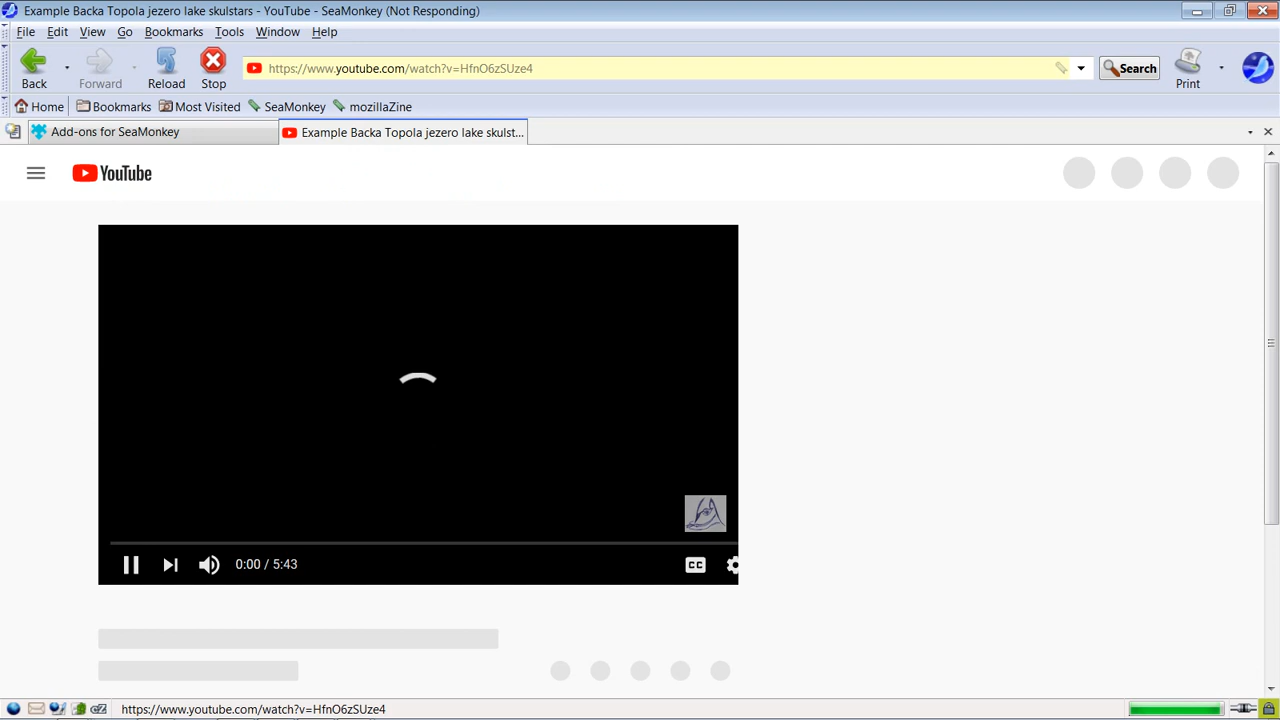 Example Backa Topola jezero lake skulstars - YouTube - SeaMonkey (Not Responding)
File Edit View Go Bookmarks Tools Window Help
Back Forward Reload Stop https://www.youtube.com/watch?v=HfnO6zSUze4 Search Print
Home Bookmarks Most Visited SeaMonkey mozillaZine
Add-ons for SeaMonkey Example Backa Topola jezero lake skulst...
YouTube
0:00 / 5:43 CC
https://www.youtube.com/watch?v=HfnO6zSUze4